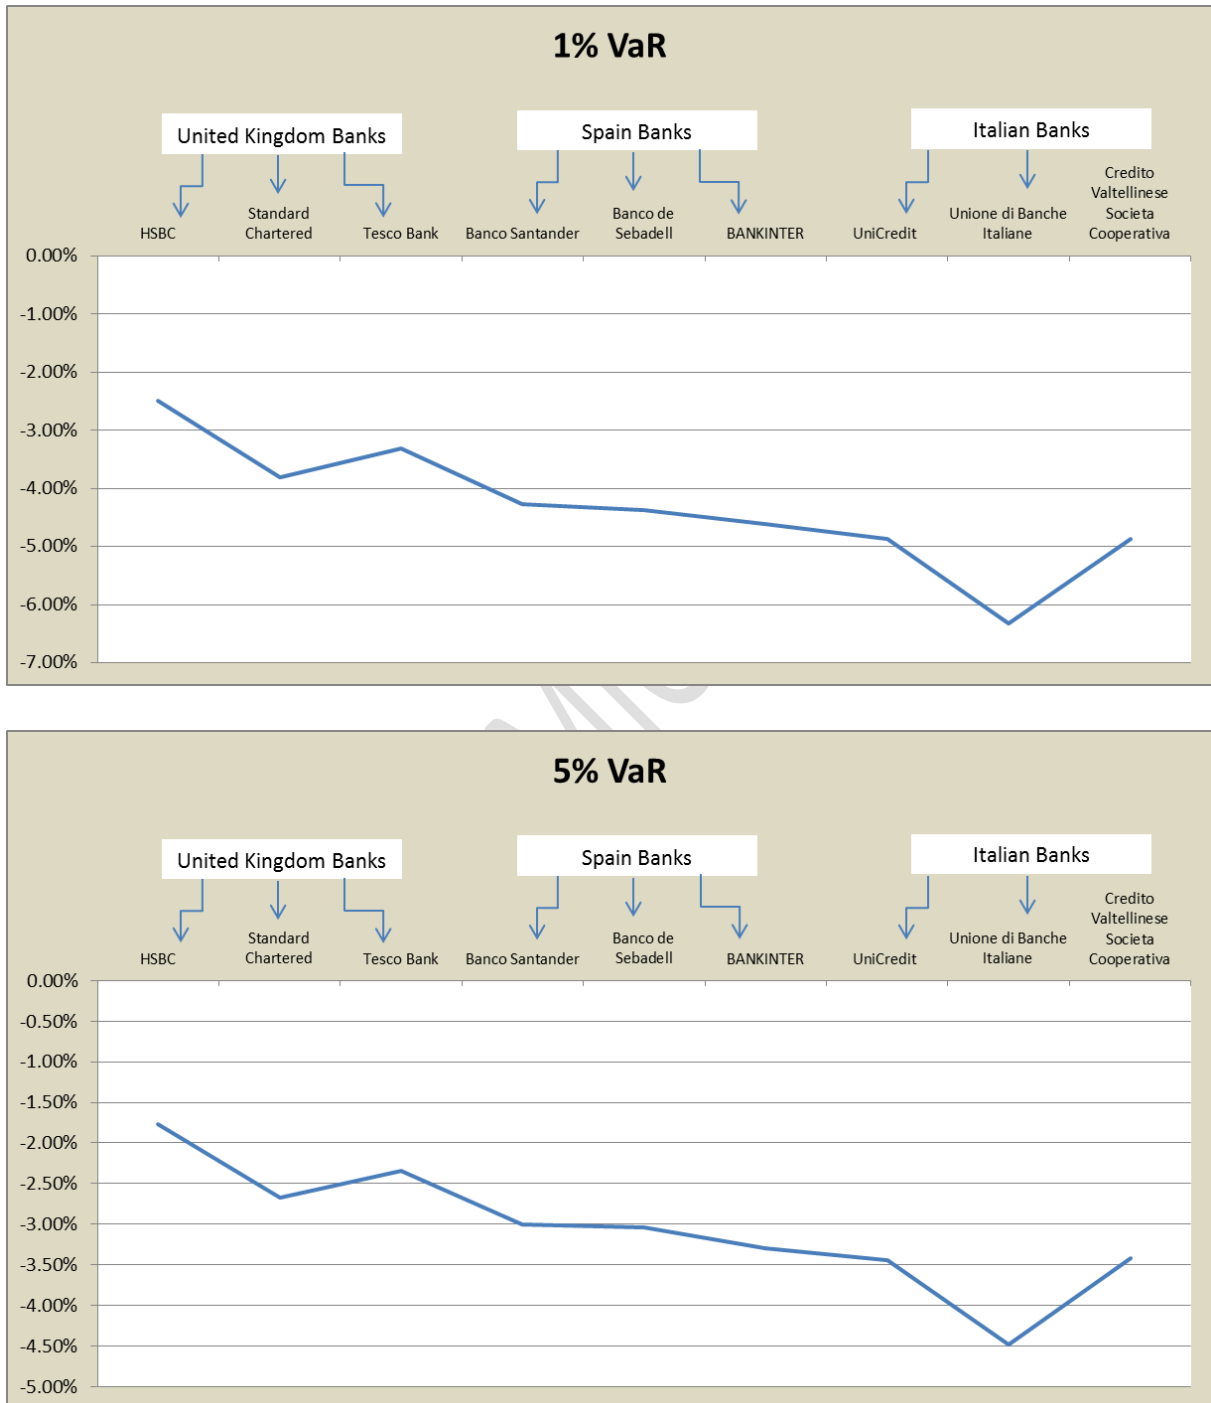 1% VaR
United Kingdom Banks
Spain Banks
Italian Banks
HSBC
Standard
Chartered
Tesco Bank
Banco Santander
Banco de
Sebadell
BANKINTER
UniCredit
Unione di Banche
Italiane
Credito
Valtellinese
Societa
Cooperativa
0.00%
-1.00%
-2.00%
-3.00%
-4.00%
-5.00%
-6.00%
-7.00%
5% VaR
United Kingdom Banks
Spain Banks
Italian Banks
HSBC
Standard
Chartered
Tesco Bank
Banco Santander
Banco de
Sebadell
BANKINTER
UniCredit
Unione di Banche
Italiane
Credito
Valtellinese
Societa
Cooperativa
0.00%
-0.50%
-1.00%
-1.50%
-2.00%
-2.50%
-3.00%
-3.50%
-4.00%
-4.50%
-5.00%